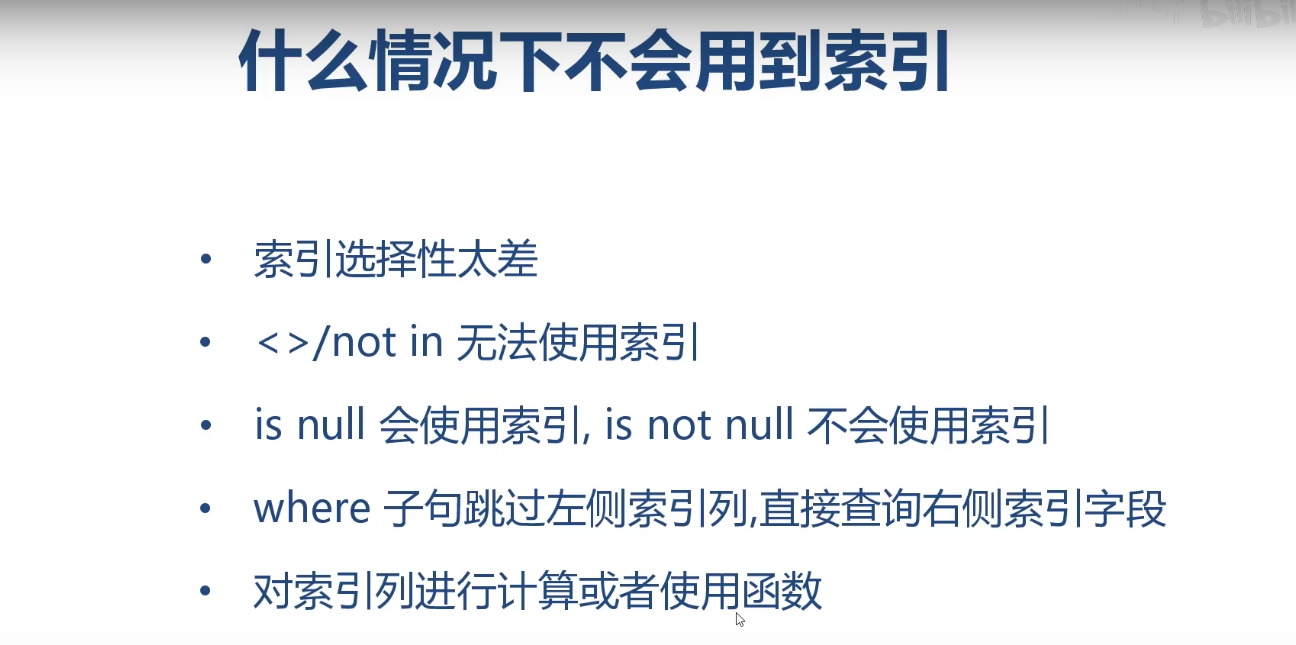 什么情况下不会用到索引
• 索引选择性太差
• <>/not in 无法使用索引
• is null 会使用索引, is not null 不会使用索引
• where 子句跳过左侧索引列,直接查询右侧索引字段
• 对索引列进行计算或者使用函数